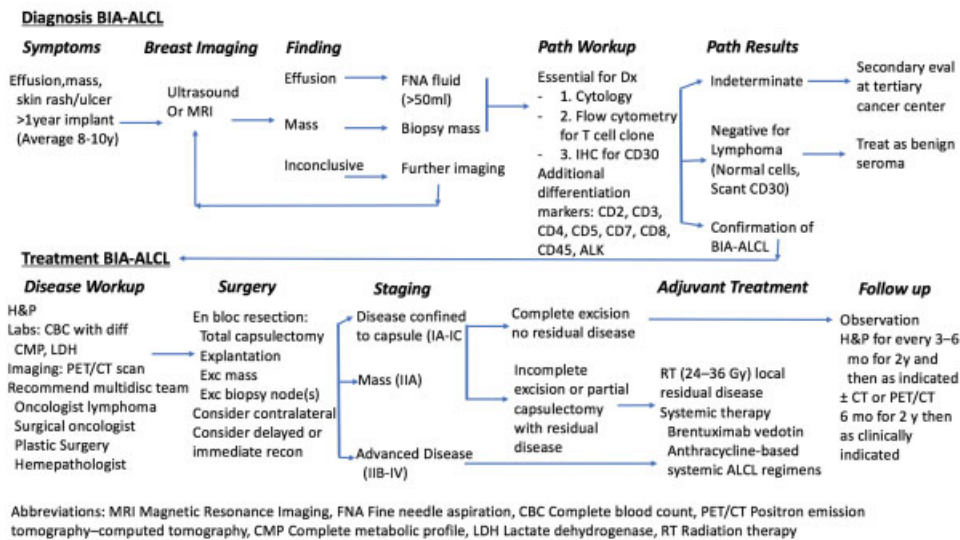 Diagnosis BIA-ALCL
Symptoms
Effusion,mass,
skin rash/ulcer
>1year implant
(Average 8-10y)
Breast Imaging
Ultrasound
Or MRI
Finding
Effusion
Mass
Inconclusive
FNA fluid
(>50ml)
Biopsy mass
Further imaging
Path Workup
Essential for Dx
- 1. Cytology
- 2. Flow cytometry
for T cell clone
- 3. IHC for CD30
Additional
differentiation
markers: CD2, CD3,
CD4, CD5, CD7, CD8,
CD45, ALK
Path Results
Indeterminate
Negative for
Lymphoma
(Normal cells,
Scant CD30)
Confirmation of
BIA-ALCL
Secondary eval
at tertiary
cancer center
Treat as benign
seroma
Treatment BIA-ALCL
Disease Workup
H&P
Labs: CBC with diff
CMP, LDH
Imaging: PET/CT scan
Recommend multidisc team
Oncologist lymphoma
Surgical oncologist
Plastic Surgery
Hemepathologist
Surgery
En bloc resection:
Total capsulectomy
Explantation
Exc mass
Exc biopsy node(s)
Consider contralateral
Consider delayed or
immediate recon
Staging
Disease confined
to capsule (IA-IC
Mass (IIA)
Advanced Disease
(IIB-IV)
Complete excision
no residual disease
Incomplete
excision or partial
capsulectomy
with residual
disease
Adjuvant Treatment
RT (24–36 Gy) local
residual disease
Systemic therapy
Brentuximab vedotin
Anthracycline-based
systemic ALCL regimens
Follow up
Observation
H&P for every 3–6
mo for 2y and
then as indicated
± CT or PET/CT
6 mo for 2 y then
as clinically
indicated
Abbreviations: MRI Magnetic Resonance Imaging, FNA Fine needle aspiration, CBC Complete blood count, PET/CT Positron emission
tomography–computed tomography, CMP Complete metabolic profile, LDH Lactate dehydrogenase, RT Radiation therapy